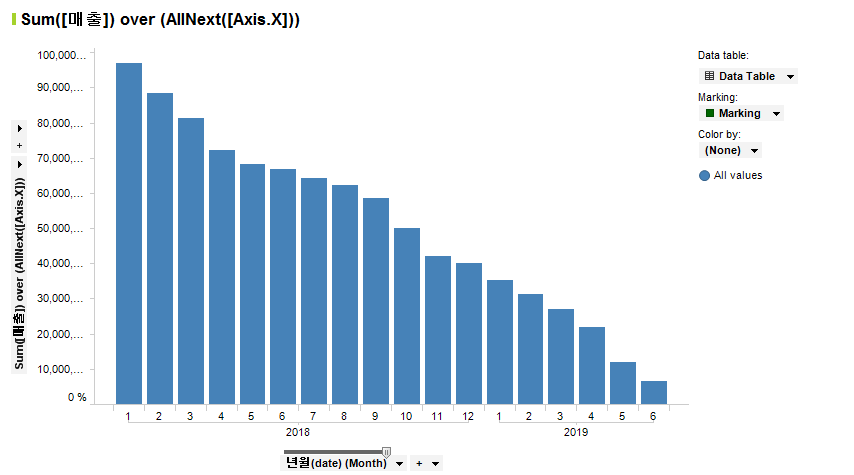 Sum([매출]) over (AllNext([Axis.X]))
Data table:
Data Table
Marking:
Marking
Color by:
(None)
All values
Sum([매출]) over (AllNext([Axis.X]))
+
100,000,...
90,000,...
80,000,...
70,000,...
60,000,...
50,000,...
40,000,...
30,000,...
20,000,...
10,000,...
0 %
1 2 3 4 5 6 7 8 9 10 11 12 1 2 3 4 5 6
2018 2019
년월(date) (Month) +